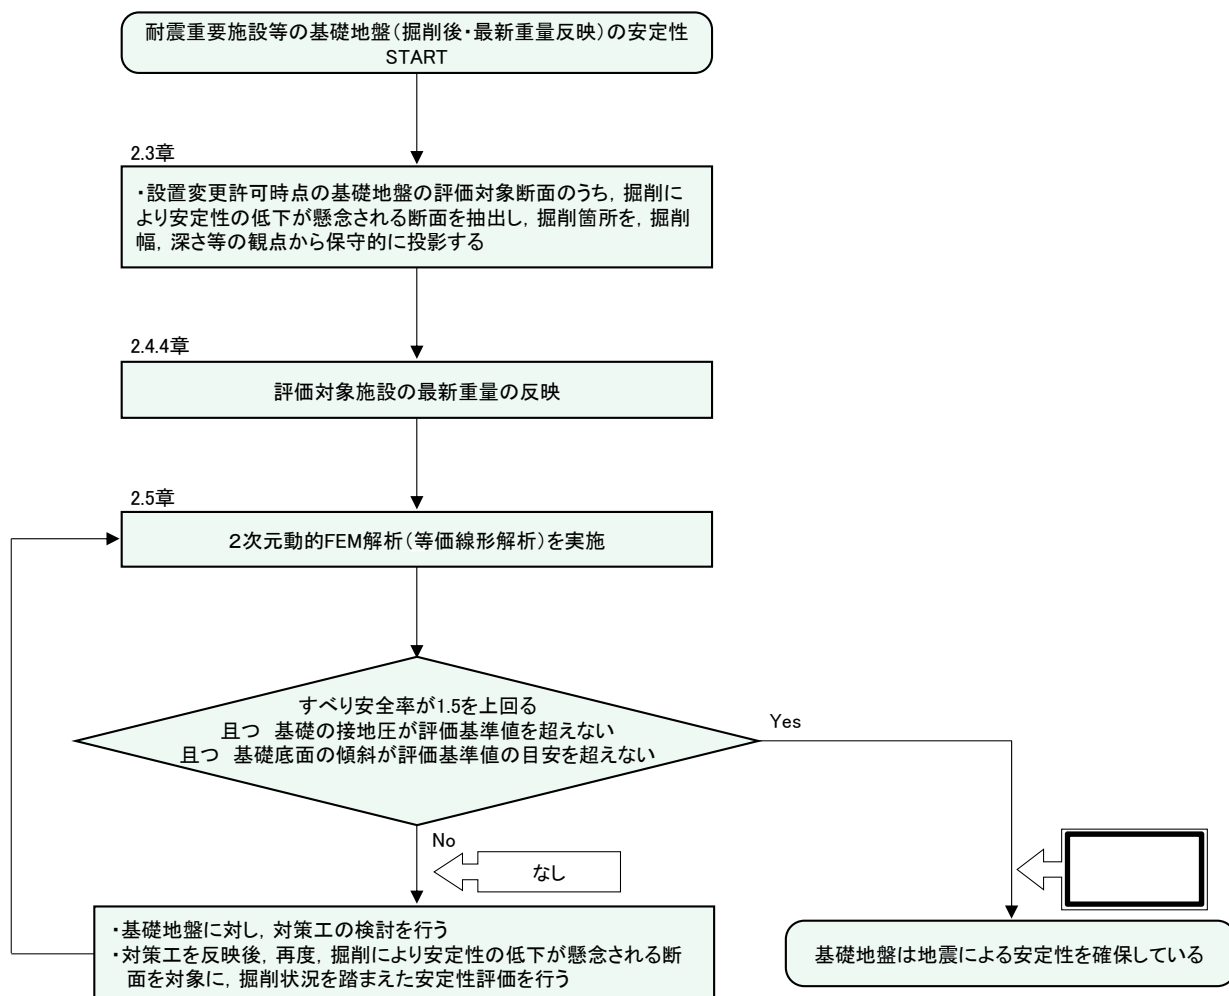 耐震重要施設等の基礎地盤(掘削後・最新重量反映)の安定性
START
2.3章
・設置変更許可時点の基礎地盤の評価対象断面のうち，掘削に
より安定性の低下が懸念される断面を抽出し，掘削箇所を，掘削
幅，深さ等の観点から保守的に投影する
2.4.4章
評価対象施設の最新重量の反映
2.5章
２次元動的FEM解析(等価線形解析)を実施
すべり安全率が1.5を上回る
且つ　基礎の接地圧が評価基準値を超えない
且つ　基礎底面の傾斜が評価基準値の目安を超えない
Yes
No
なし
・基礎地盤に対し，対策工の検討を行う
・対策工を反映後，再度，掘削により安定性の低下が懸念される断
面を対象に，掘削状況を踏まえた安定性評価を行う
基礎地盤は地震による安定性を確保している